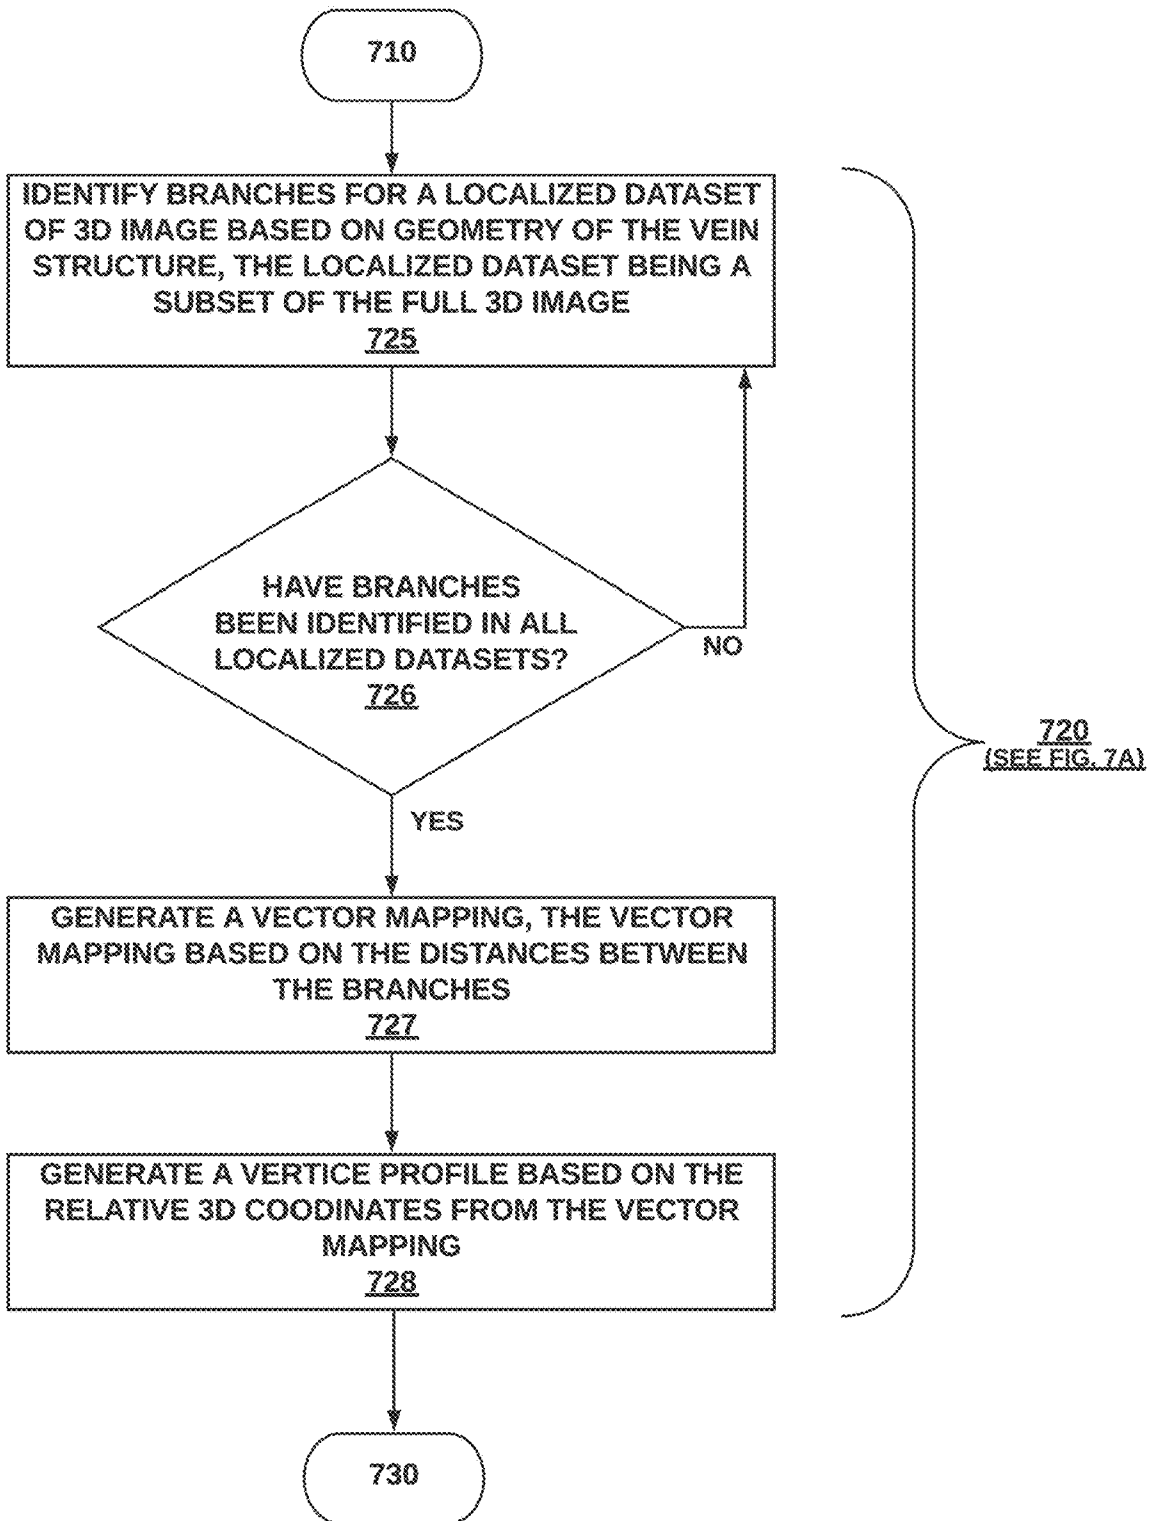 710
IDENTIFY BRANCHES FOR A LOCALIZED DATASET
OF 3D IMAGE BASED ON GEOMETRY OF THE VEIN
STRUCTURE, THE LOCALIZED DATASET BEING A
SUBSET OF THE FULL 3D IMAGE
725
HAVE BRANCHES
BEEN IDENTIFIED IN ALL
LOCALIZED DATASETS?
726
NO
YES
720
(SEE FIG. 7A)
GENERATE A VECTOR MAPPING, THE VECTOR
MAPPING BASED ON THE DISTANCES BETWEEN
THE BRANCHES
727
GENERATE A VERTICE PROFILE BASED ON THE
RELATIVE 3D COODINATES FROM THE VECTOR
MAPPING
728
730